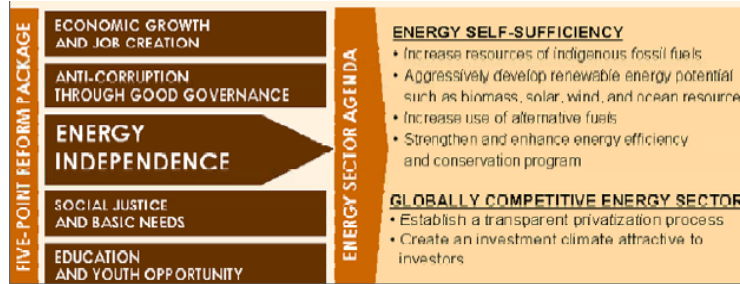 FIVE-POINT REFORM PACKAGE
ECONOMIC GROWTH
AND JOB CREATION
ANTI-CORRUPTION
THROUGH GOOD GOVERNANCE
ENERGY
INDEPENDENCE
SOCIAL JUSTICE
AND BASIC NEEDS
EDUCATION
AND YOUTH OPPORTUNITY
ENERGY SECTOR AGENDA
ENERGY SELF-SUFFICIENCY
• Increase resources of indigenous fossil fuels
• Aggressively develop renewable energy potential
such as biomass, solar, wind, and ocean resource
• Increase use of alternative fuels
• Strengthen and enhance energy efficiency
and conservation program
GLOBALLY COMPETITIVE ENERGY SECTOR
• Establish a transparent privatization process
• Create an investment climate attractive to
investors